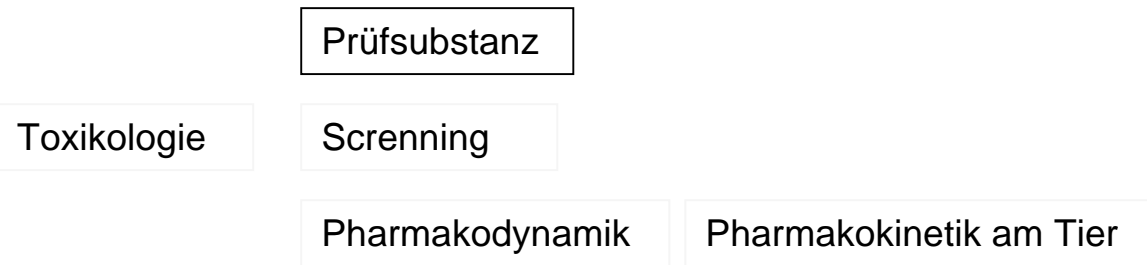 Prüfsubstanz
Toxikologie Screnning
Pharmakodynamik Pharmakokinetik am Tier